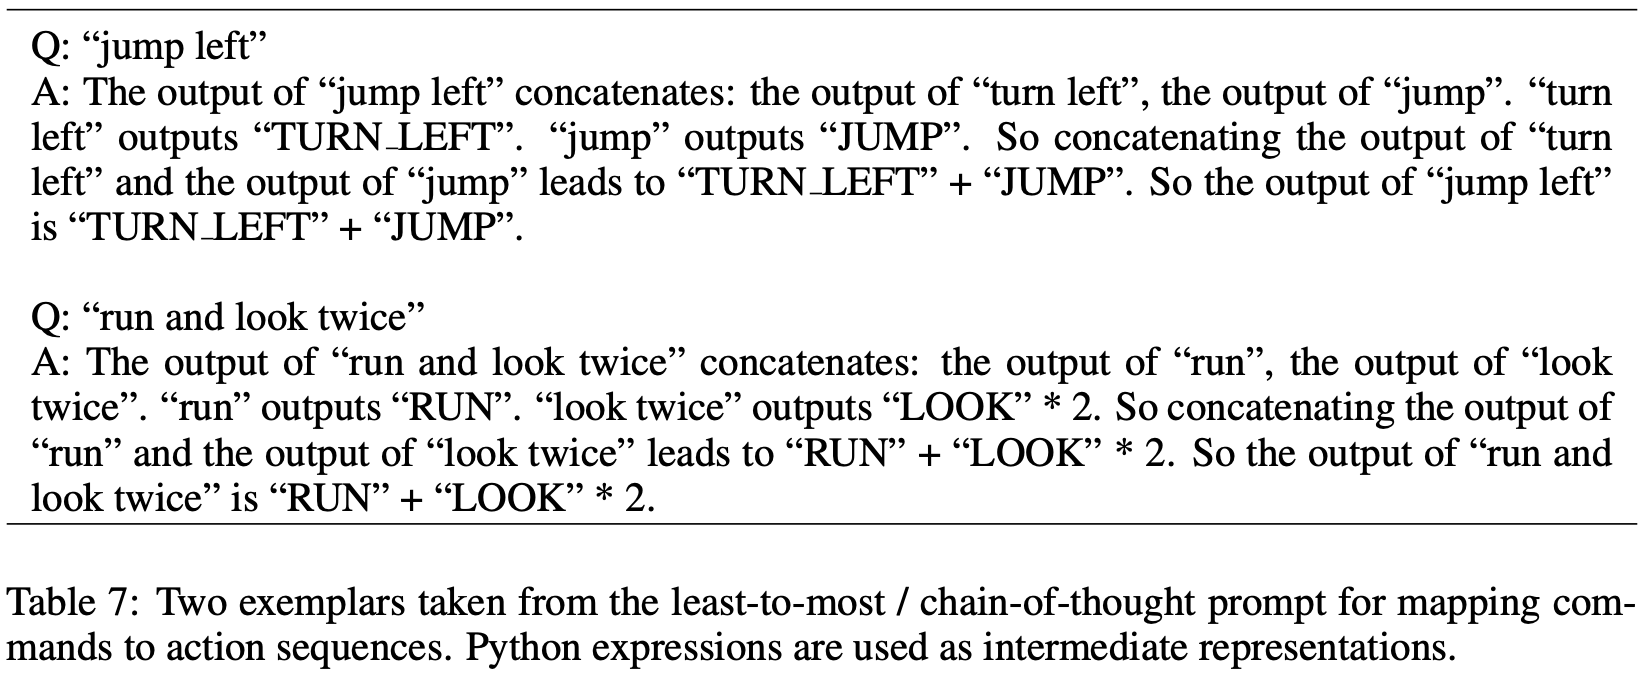 Q: “jump left”
A: The output of “jump left” concatenates: the output of “turn left”, the output of “jump”. “turn
left” outputs “TURN_LEFT”. “jump” outputs “JUMP”. So concatenating the output of “turn
left” and the output of “jump” leads to “TURN_LEFT” + “JUMP”. So the output of “jump left”
is “TURN_LEFT” + “JUMP”.
Q: “run and look twice”
A: The output of “run and look twice” concatenates: the output of “run”, the output of “look
twice”. “run” outputs “RUN”. “look twice” outputs “LOOK” * 2. So concatenating the output of
“run” and the output of “look twice” leads to “RUN” + “LOOK” * 2. So the output of “run and
look twice” is “RUN” + “LOOK” * 2.
Table 7: Two exemplars taken from the least-to-most / chain-of-thought prompt for mapping com-
mands to action sequences. Python expressions are used as intermediate representations.